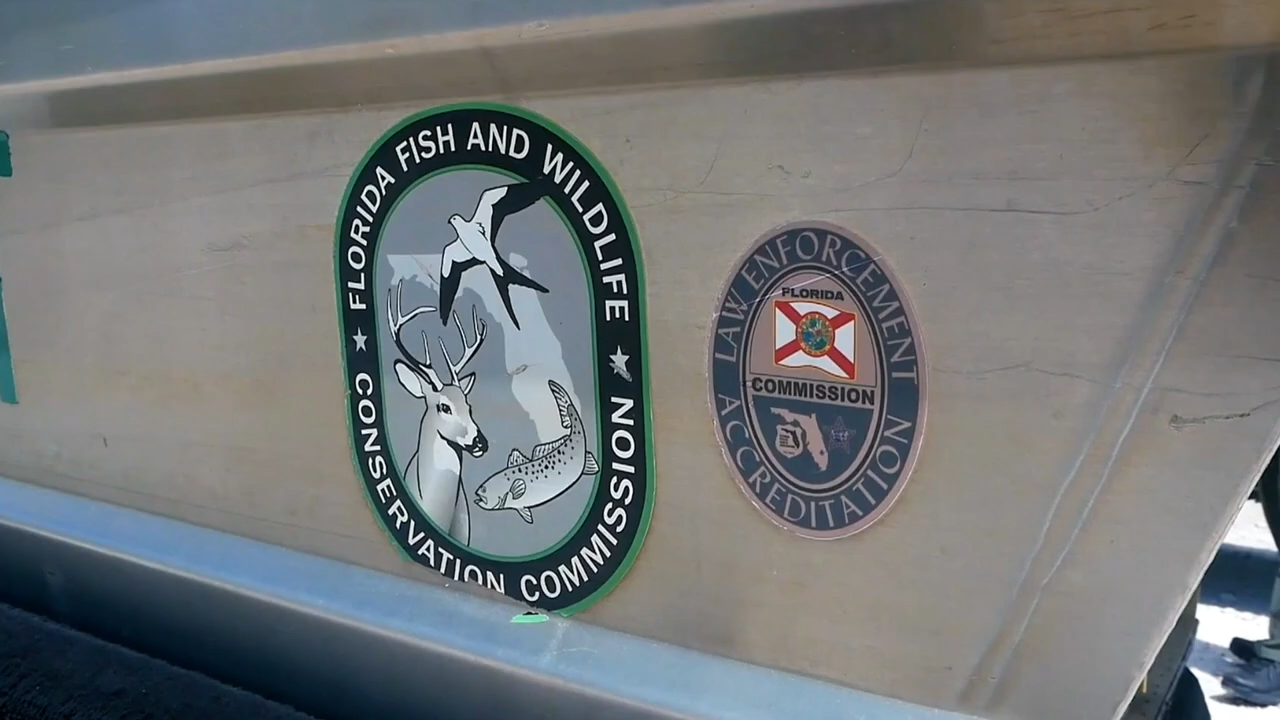 FLORIDA FISH AND WILDLIFE
CONSERVATION COMMISSION
LAW ENFORCEMENT
FLORIDA
COMMISSION
ACCREDITATION